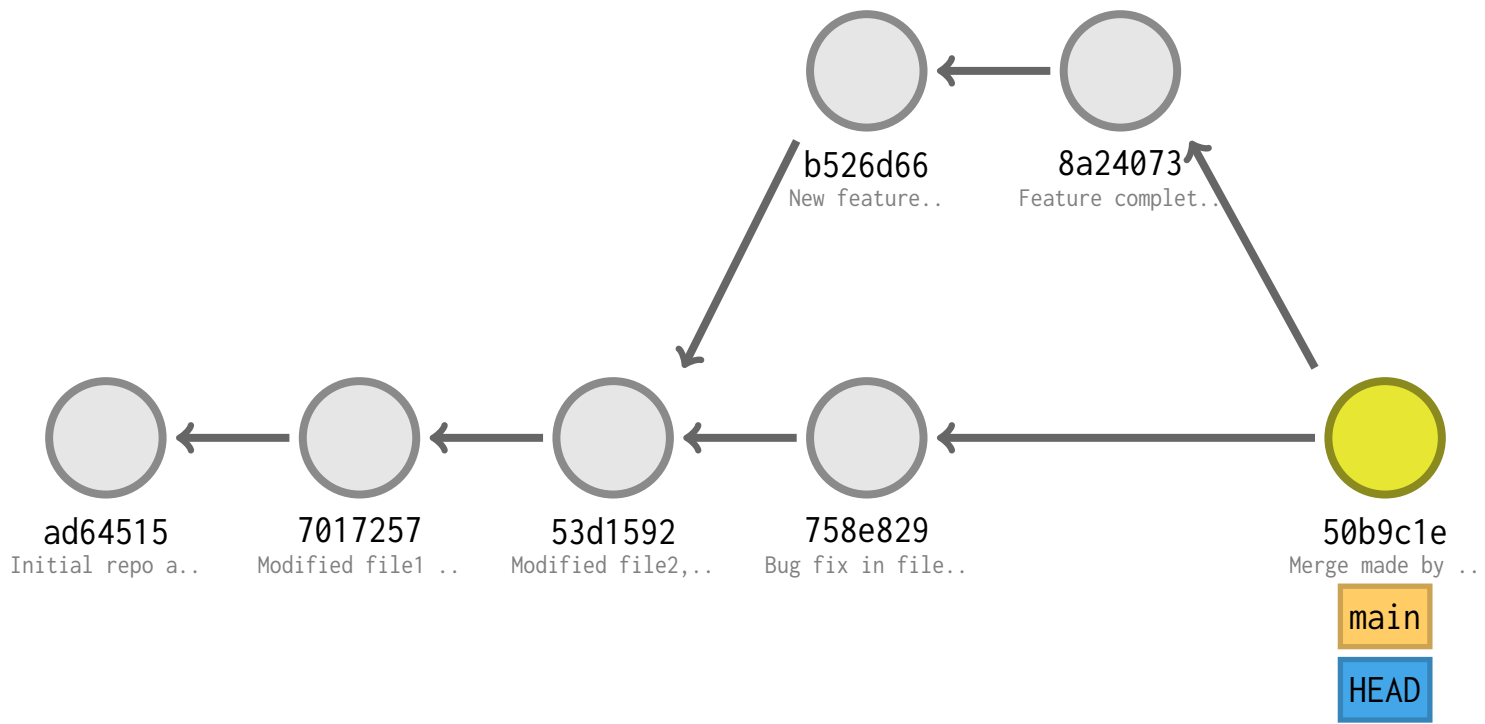 b526d66
New feature..
8a24073
Feature complet..
ad64515
Initial repo a..
7017257
Modified file1 ..
53d1592
Modified file2,..
758e829
Bug fix in file..
50b9c1e
Merge made by ..
main
HEAD